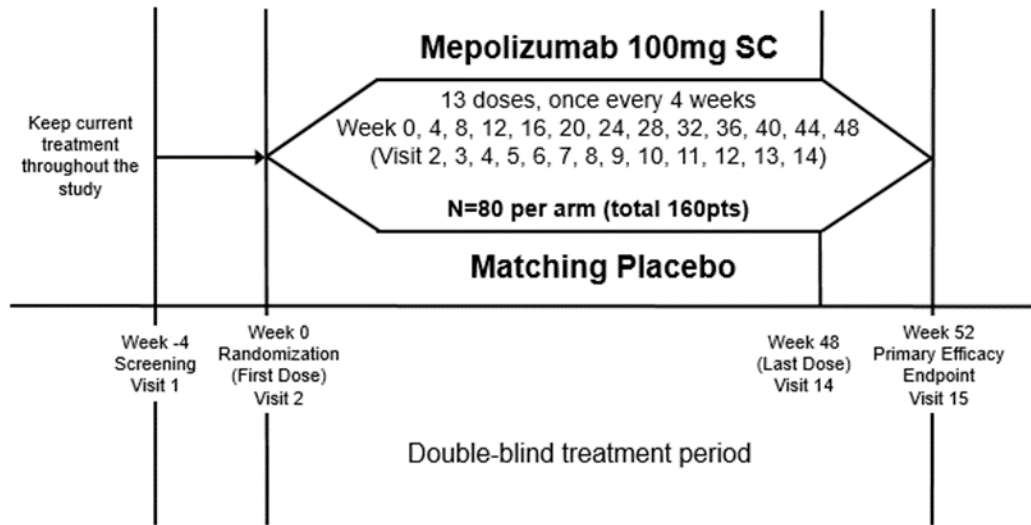 Mepolizumab 100mg SC
13 doses, once every 4 weeks
Week 0, 4, 8, 12, 16, 20, 24, 28, 32, 36, 40, 44, 48
(Visit 2, 3, 4, 5, 6, 7, 8, 9, 10, 11, 12, 13, 14)
N=80 per arm (total 160pts)
Matching Placebo
Keep current
treatment
throughout the
study
Week -4
Screening
Visit 1
Week 0
Randomization
(First Dose)
Visit 2
Week 48
(Last Dose)
Visit 14
Week 52
Primary Efficacy
Endpoint
Visit 15
Double-blind treatment period